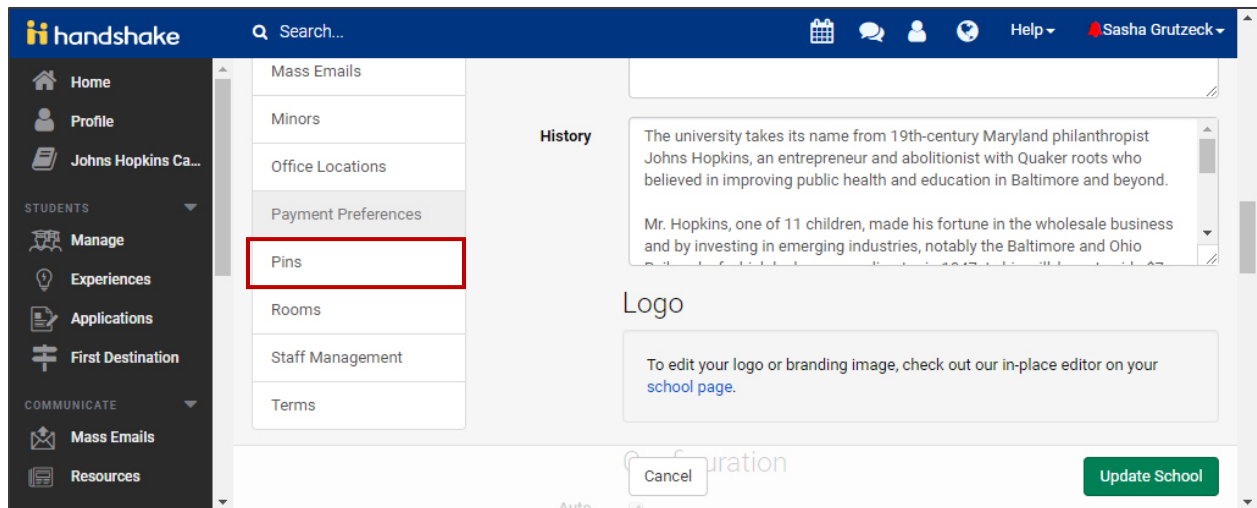 handshake
Search...
Help
Sasha Grutzeck
Home
Profile
Johns Hopkins Ca...
STUDENTS
Manage
Experiences
Applications
First Destination
COMMUNICATE
Mass Emails
Resources
Mass Emails
Minors
Office Locations
Payment Preferences
Pins
Rooms
Staff Management
Terms
History
The university takes its name from 19th-century Maryland philanthropist
Johns Hopkins, an entrepreneur and abolitionist with Quaker roots who
believed in improving public health and education in Baltimore and beyond.
Mr. Hopkins, one of 11 children, made his fortune in the wholesale business
and by investing in emerging industries, notably the Baltimore and Ohio
Logo
To edit your logo or branding image, check out our in-place editor on your
school page.
Configuration
Cancel
Update School
Auto